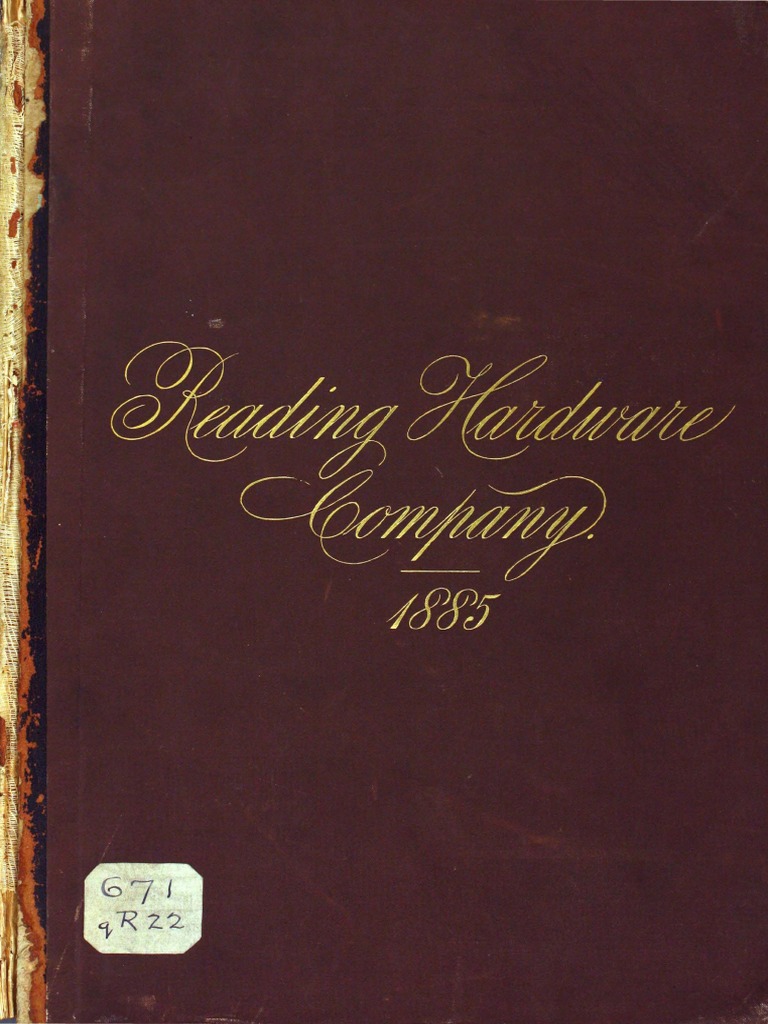 Reading Hardware
Company.
1885
671
qR22